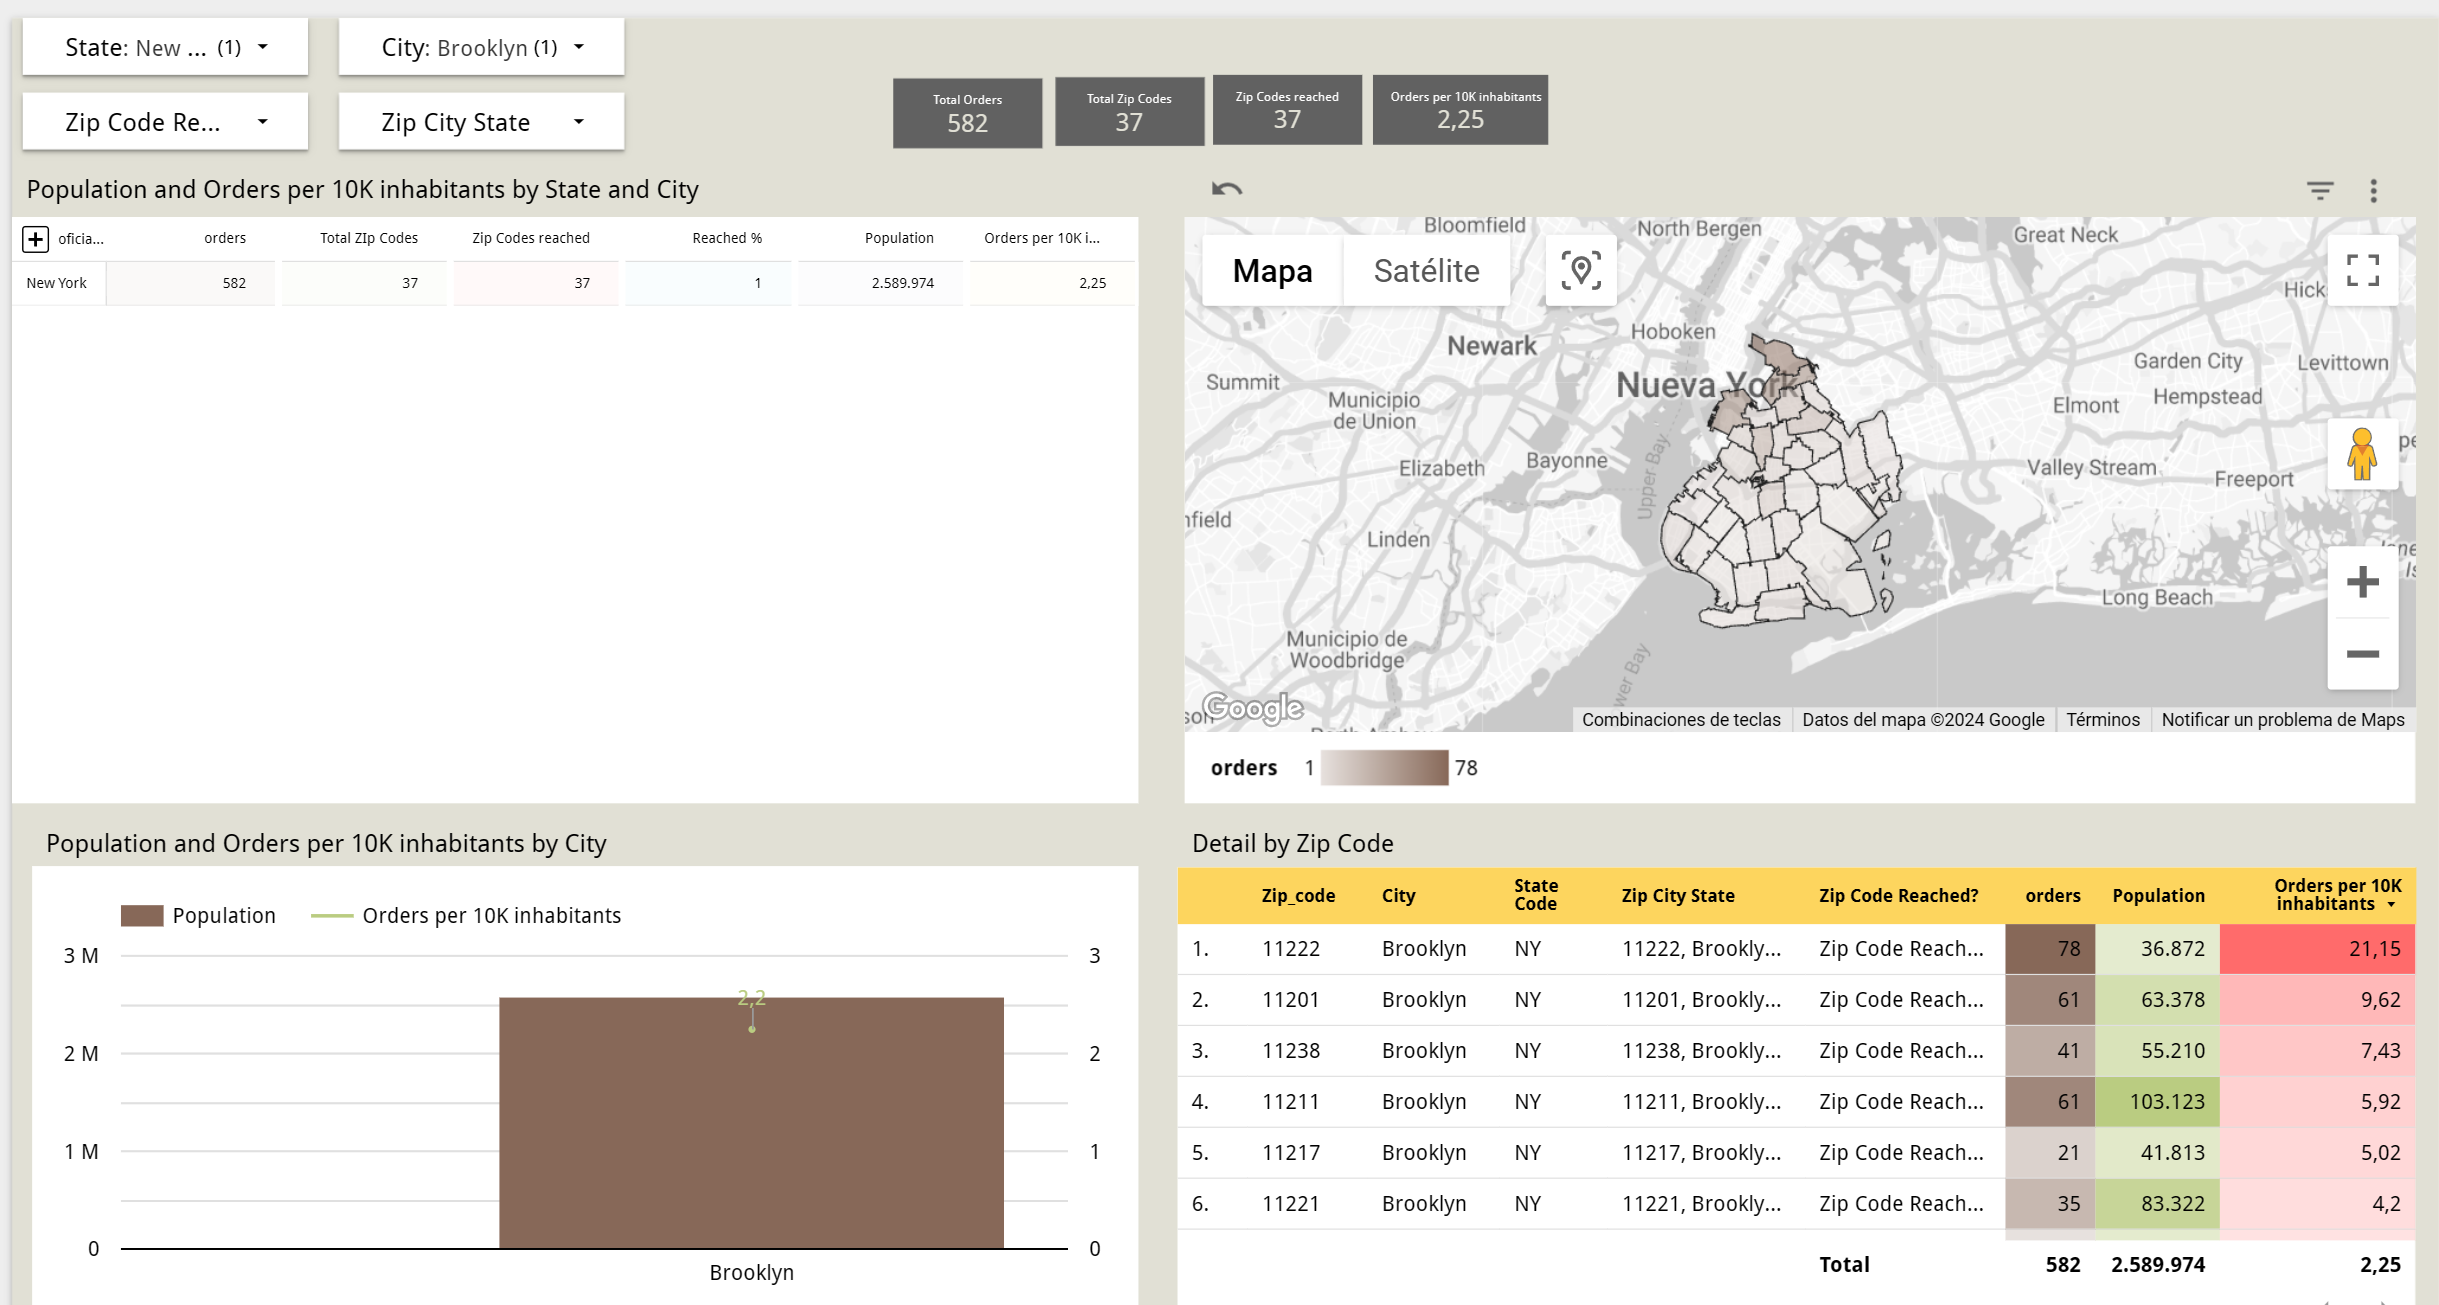 State: New ... (1)
City: Brooklyn (1)
Zip Code Re...
Zip City State
Total Orders
582
Total Zip Codes
37
Zip Codes reached
37
Orders per 10K inhabitants
2,25
Population and Orders per 10K inhabitants by State and City
oficia... orders Total ZIp Codes Zip Codes reached Reached % Population Orders per 10K i...
New York 582 37 37 1 2.589.974 2,25
Mapa Satélite
Bloomfield
North Bergen
Great Neck
Hicks
Hoboken
Newark
Nueva York
Garden City
Levittown
Summit
Municipio
de Union
Elmont
Hempstead
Elizabeth
Bayonne
Upper Bay
Valley Stream
Freeport
nfield
Linden
Long Beach
Municipio de
Woodbridge
wer Bay
Google
Combinaciones de teclas Datos del mapa ©2024 Google Términos Notificar un problema de Maps
orders 1 78
Population and Orders per 10K inhabitants by City
Population Orders per 10K inhabitants
3 M 3
2,2
2 M 2
1 M 1
0 0
Brooklyn
Detail by Zip Code
Zip_code City State Code Zip City State Zip Code Reached? orders Population Orders per 10K inhabitants
1. 11222 Brooklyn NY 11222, Brookly... Zip Code Reach... 78 36.872 21,15
2. 11201 Brooklyn NY 11201, Brookly... Zip Code Reach... 61 63.378 9,62
3. 11238 Brooklyn NY 11238, Brookly... Zip Code Reach... 41 55.210 7,43
4. 11211 Brooklyn NY 11211, Brookly... Zip Code Reach... 61 103.123 5,92
5. 11217 Brooklyn NY 11217, Brookly... Zip Code Reach... 21 41.813 5,02
6. 11221 Brooklyn NY 11221, Brookly... Zip Code Reach... 35 83.322 4,2
Total 582 2.589.974 2,25